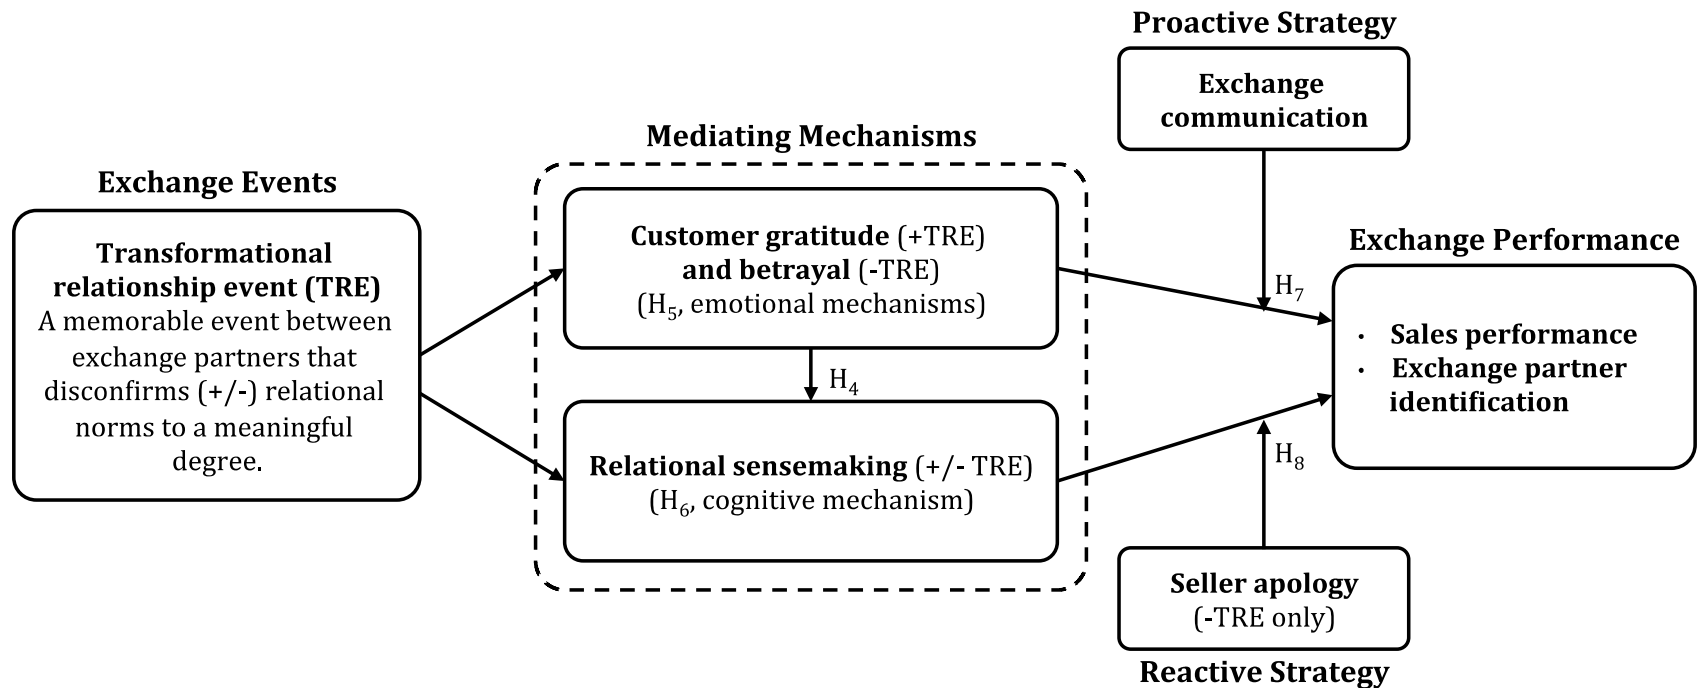 Exchange Events
Transformational
relationship event (TRE)
A memorable event between
exchange partners that
disconfirms (+/-) relational
norms to a meaningful
degree.
Mediating Mechanisms
Customer gratitude (+TRE)
and betrayal (-TRE)
(H5, emotional mechanisms)
H4
Relational sensemaking (+/- TRE)
(H6, cognitive mechanism)
Proactive Strategy
Exchange
communication
H7
Exchange Performance
· Sales performance
· Exchange partner
identification
H8
Seller apology
(-TRE only)
Reactive Strategy